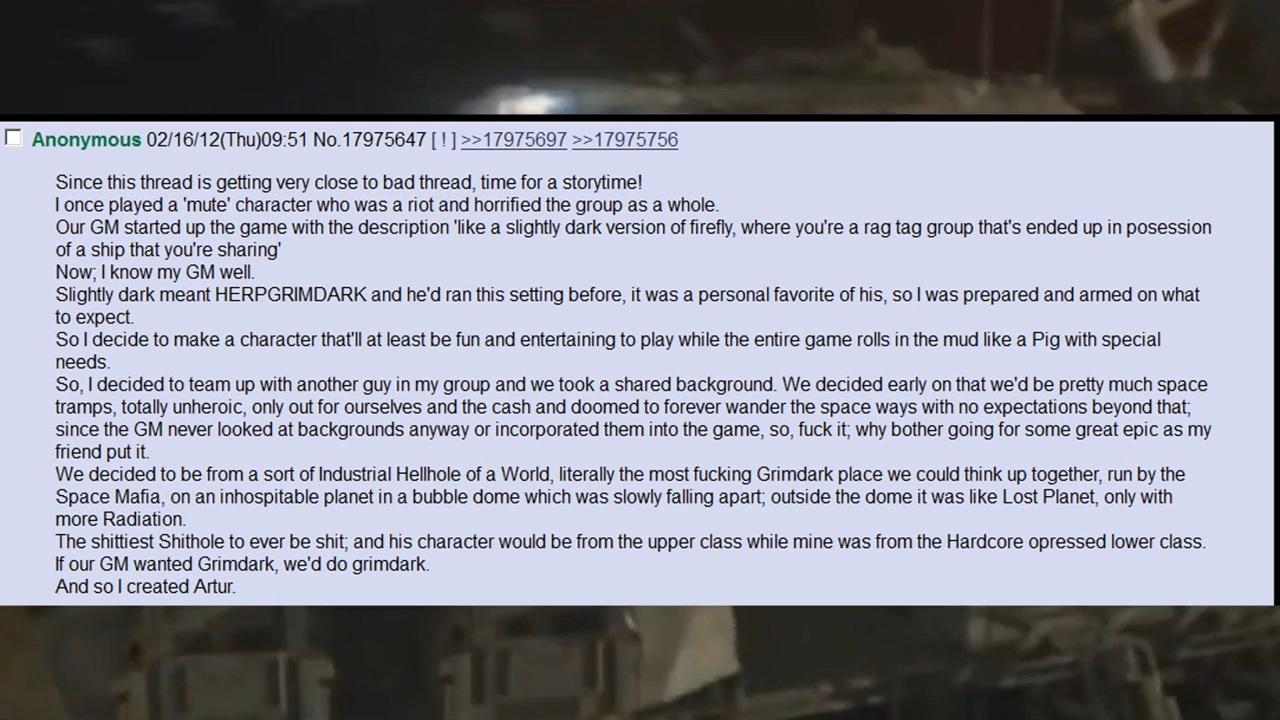 Anonymous 02/16/12(Thu)09:51 No.17975647 [ ! ] >>17975697 >>17975756
Since this thread is getting very close to bad thread, time for a storytime!
I once played a 'mute' character who was a riot and horrified the group as a whole.
Our GM started up the game with the description 'like a slightly dark version of firefly, where you're a rag tag group that's ended up in posession
of a ship that you're sharing'
Now; I know my GM well.
Slightly dark meant HERPGRIMDARK and he'd ran this setting before, it was a personal favorite of his, so I was prepared and armed on what
to expect.
So I decide to make a character that'll at least be fun and entertaining to play while the entire game rolls in the mud like a Pig with special
needs.
So, I decided to team up with another guy in my group and we took a shared background. We decided early on that we'd be pretty much space
tramps, totally unheroic, only out for ourselves and the cash and doomed to forever wander the space ways with no expectations beyond that;
since the GM never looked at backgrounds anyway or incorporated them into the game, so, fuck it; why bother going for some great epic as my
friend put it.
We decided to be from a sort of Industrial Hellhole of a World, literally the most fucking Grimdark place we could think up together, run by the
Space Mafia, on an inhospitable planet in a bubble dome which was slowly falling apart; outside the dome it was like Lost Planet, only with
more Radiation.
The shittiest Shithole to ever be shit; and his character would be from the upper class while mine was from the Hardcore opressed lower class.
If our GM wanted Grimdark, we'd do grimdark.
And so I created Artur.